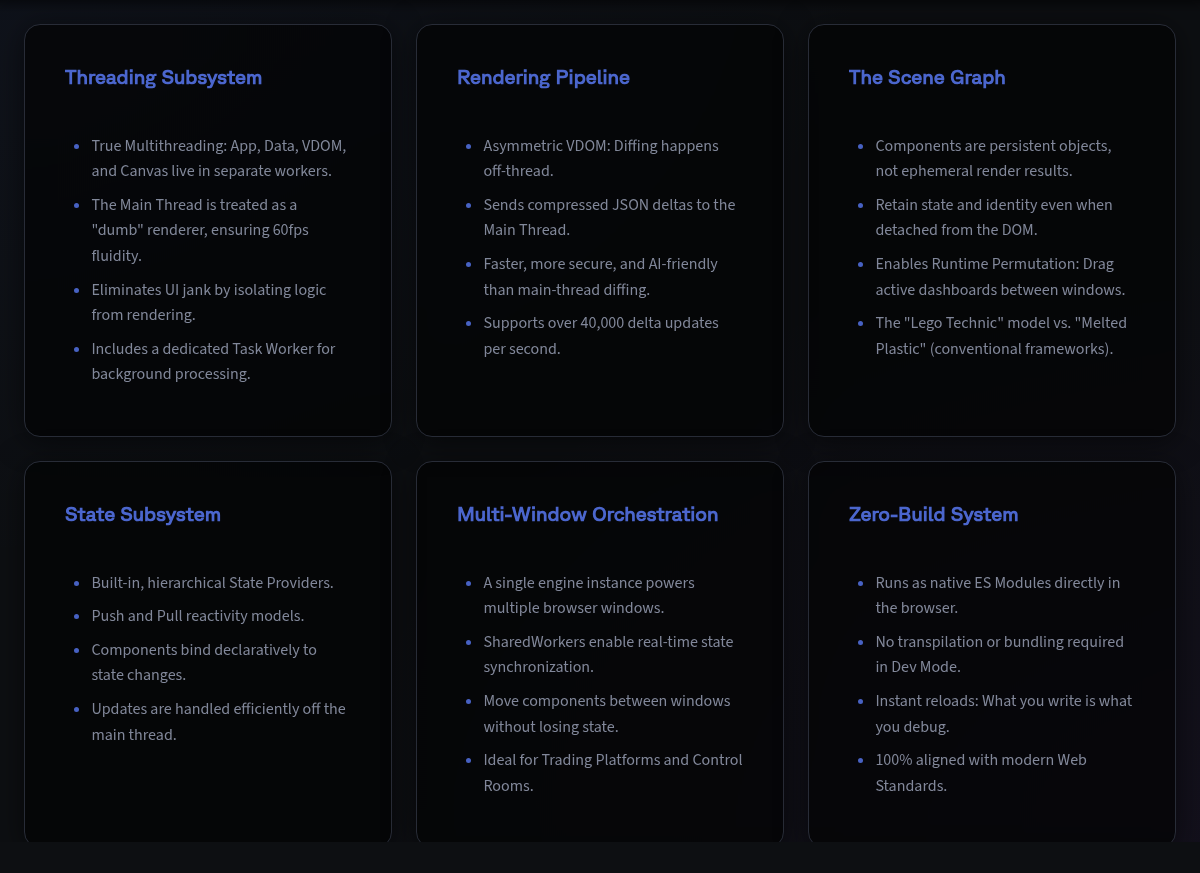 Threading Subsystem
True Multithreading: App, Data, VDOM,
and Canvas live in separate workers.
The Main Thread is treated as a
"dumb" renderer, ensuring 60fps
fluidity.
Eliminates UI jank by isolating logic
from rendering.
Includes a dedicated Task Worker for
background processing.
Rendering Pipeline
Asymmetric VDOM: Diffing happens
off-thread.
Sends compressed JSON deltas to the
Main Thread.
Faster, more secure, and AI-friendly
than main-thread diffing.
Supports over 40,000 delta updates
per second.
The Scene Graph
Components are persistent objects,
not ephemeral render results.
Retain state and identity even when
detached from the DOM.
Enables Runtime Permutation: Drag
active dashboards between windows.
The "Lego Technic" model vs. "Melted
Plastic" (conventional frameworks).
State Subsystem
Built-in, hierarchical State Providers.
Push and Pull reactivity models.
Components bind declaratively to
state changes.
Updates are handled efficiently off the
main thread.
Multi-Window Orchestration
A single engine instance powers
multiple browser windows.
SharedWorkers enable real-time state
synchronization.
Move components between windows
without losing state.
Ideal for Trading Platforms and Control
Rooms.
Zero-Build System
Runs as native ES Modules directly in
the browser.
No transpilation or bundling required
in Dev Mode.
Instant reloads: What you write is what
you debug.
100% aligned with modern Web
Standards.